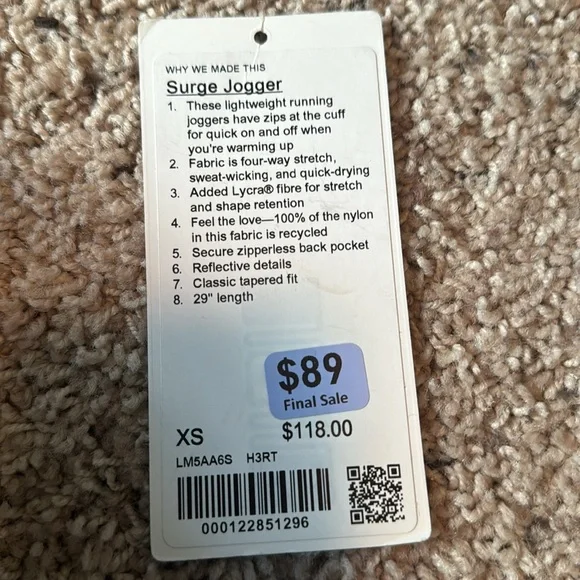 WHY WE MADE THIS
Surge Jogger
1. These lightweight running
joggers have zips at the cuff
for quick on and off when
you're warming up
2. Fabric is four-way stretch,
sweat-wicking, and quick-drying
3. Added Lycra® fibre for stretch
and shape retention
4. Feel the love—100% of the nylon
in this fabric is recycled
5. Secure zipperless back pocket
6. Reflective details
7. Classic tapered fit
8. 29" length
$89
Final Sale
XS $118.00
LM5AA6S H3RT
000122851296